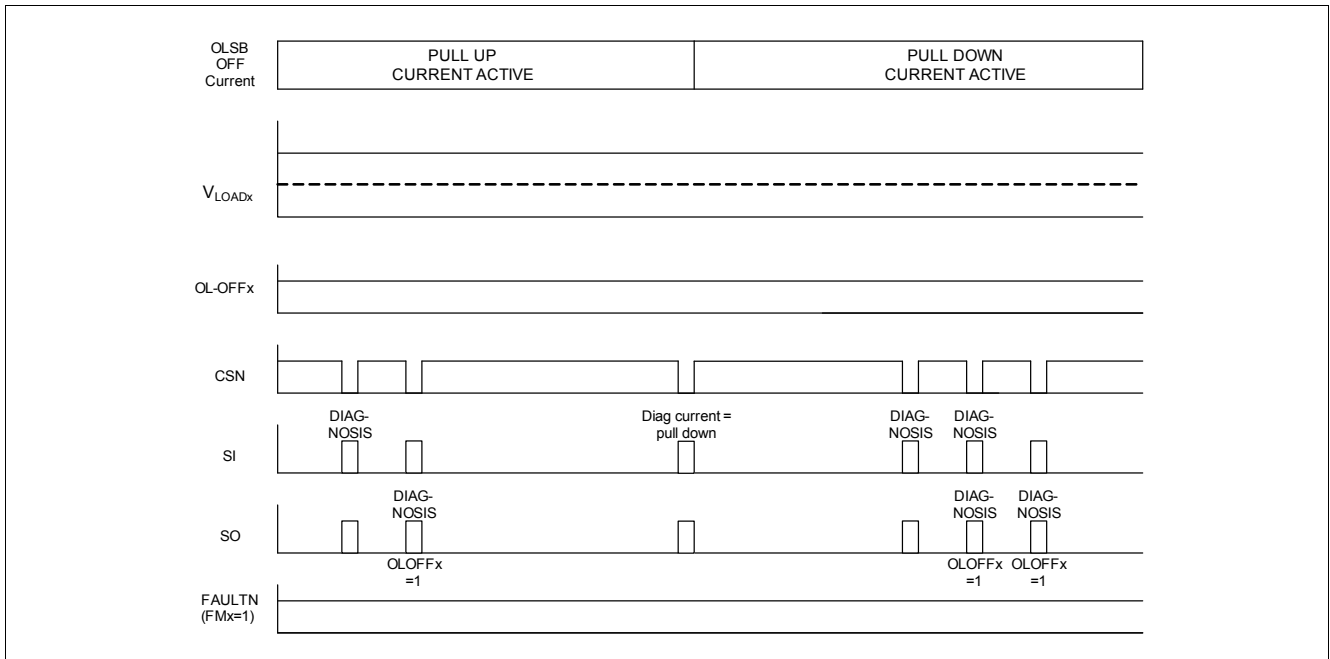 OLSB
OFF
Current
PULL UP
CURRENT ACTIVE
PULL DOWN
CURRENT ACTIVE
VLOADx
OL-OFFx
CSN
DIAG-
NOSIS
Diag current =
pull down
DIAG-
NOSIS
DIAG-
NOSIS
SI
DIAG-
NOSIS
DIAG-
NOSIS
DIAG-
NOSIS
SO
OLOFFx
=1
OLOFFx
=1
OLOFFx
=1
FAULTN
(FMx=1)